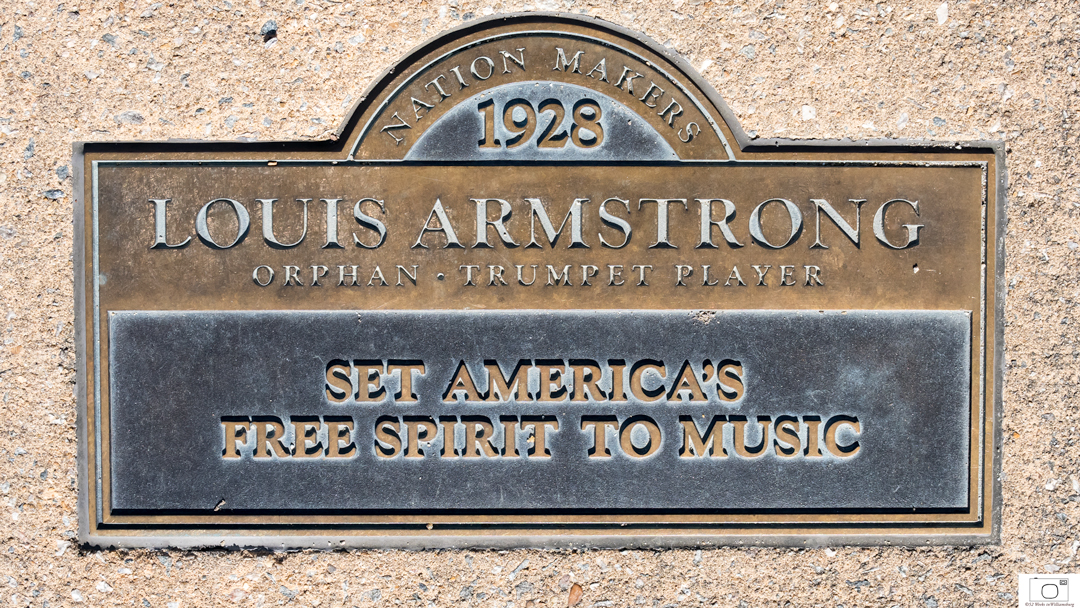 NATION MAKERS
1928
LOUIS ARMSTRONG
ORPHAN · TRUMPET PLAYER
SET AMERICA'S
FREE SPIRIT TO MUSIC